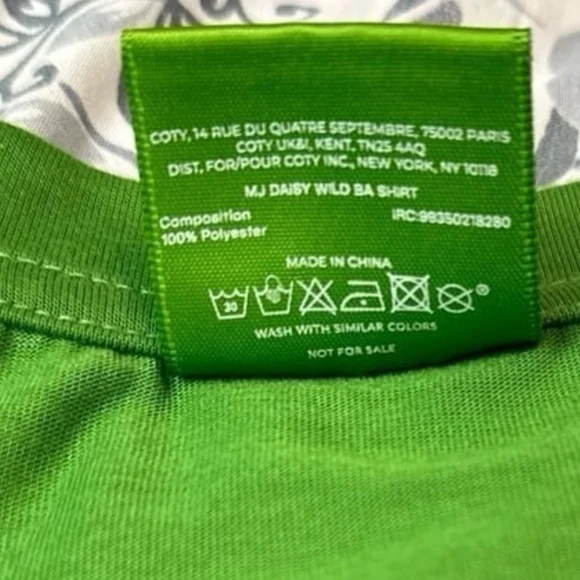 COTY, 14 RUE DU QUATRE SEPTEMBRE, 75002 PARIS
COTY UK&I, KENT, TN25 4AQ
DIST. FOR/POUR COTY INC., NEW YORK, NY 10118
MJ DAISY WILD BA SHIRT
Composition IRC:99350218280
100% Polyester
MADE IN CHINA
30
WASH WITH SIMILAR COLORS
NOT FOR SALE